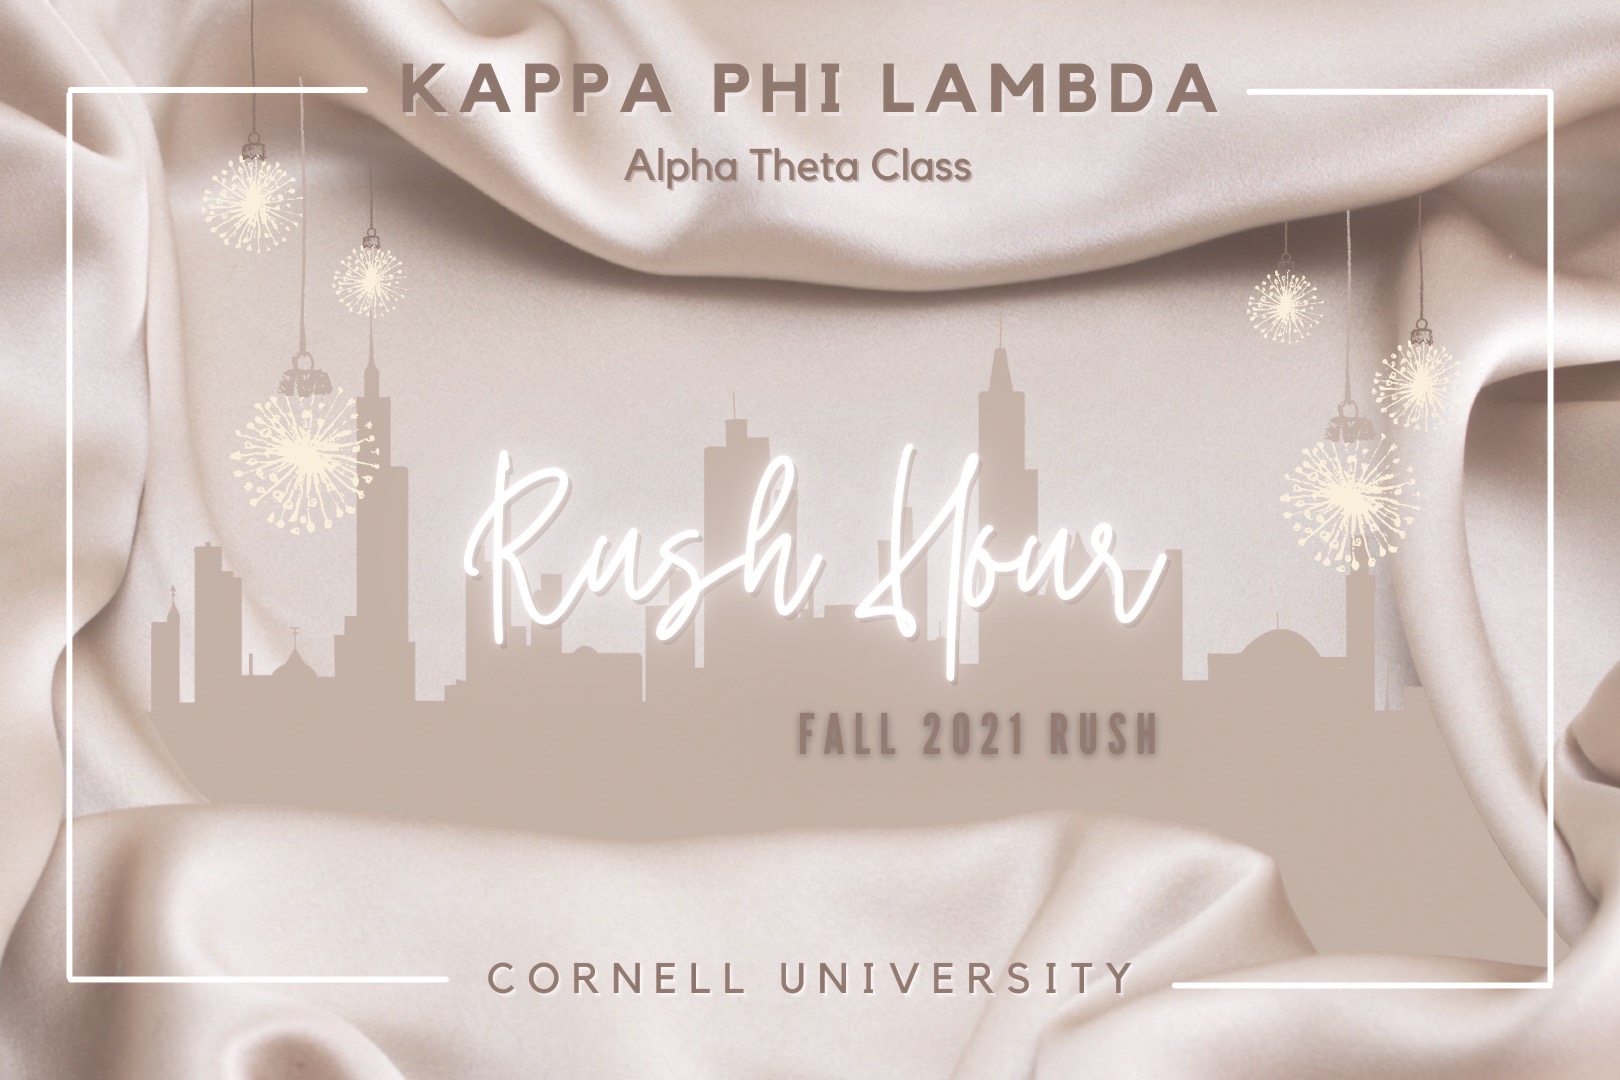 KAPPA PHI LAMBDA
Alpha Theta Class
Rush Hour
FALL 2021 RUSH
CORNELL UNIVERSITY